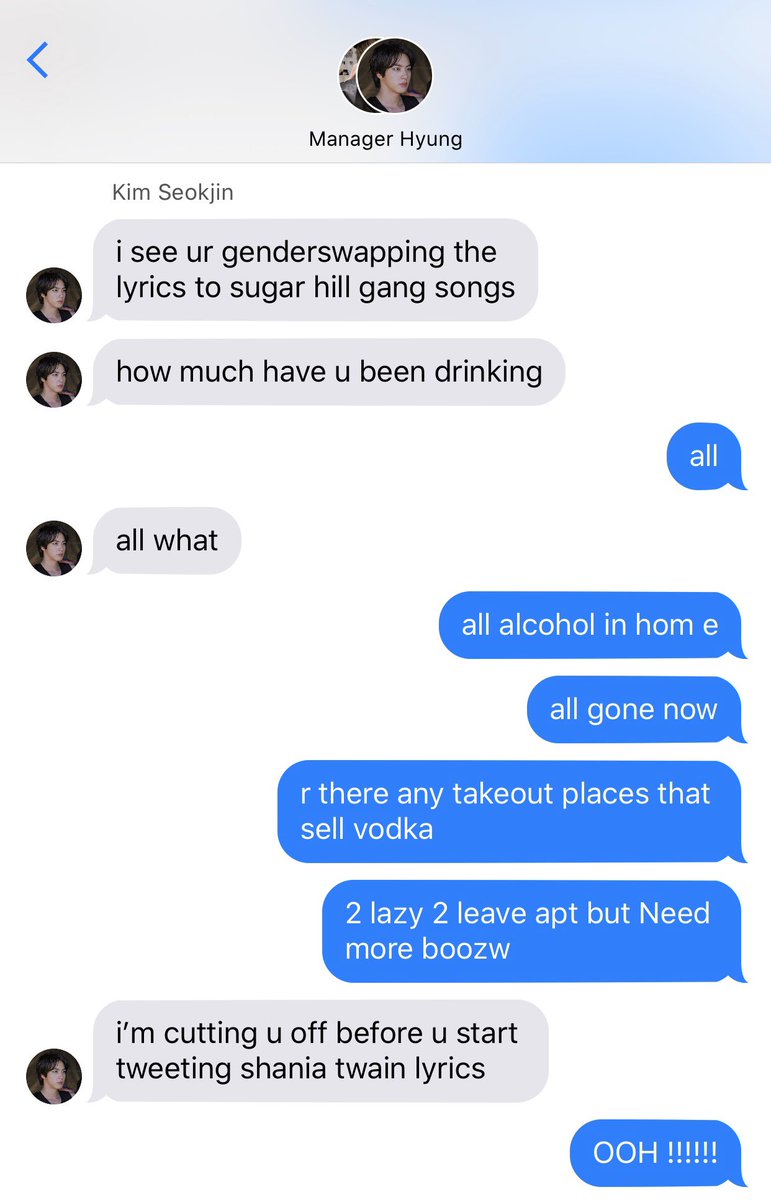 Manager Hyung
Kim Seokjin
i see ur genderswapping the
lyrics to sugar hill gang songs
how much have u been drinking
all
all what
all alcohol in hom e
all gone now
r there any takeout places that
sell vodka
2 lazy 2 leave apt but Need
more boozw
i’m cutting u off before u start
tweeting shania twain lyrics
OOH !!!!!!